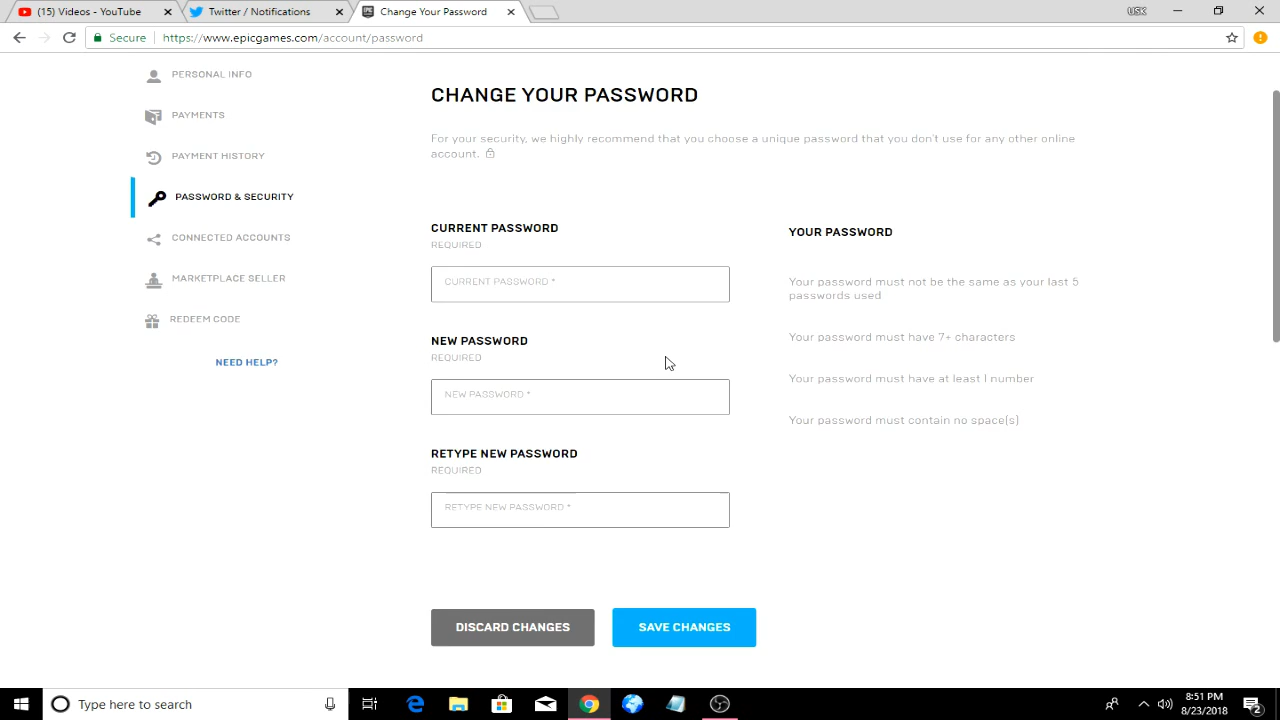 (15) Videos - YouTube
Twitter / Notifications
Change Your Password
USK
Secure
https://www.epicgames.com/account/password
PERSONAL INFO
PAYMENTS
PAYMENT HISTORY
PASSWORD & SECURITY
CONNECTED ACCOUNTS
MARKETPLACE SELLER
REDEEM CODE
NEED HELP?
CHANGE YOUR PASSWORD
For your security, we highly recommend that you choose a unique password that you don't use for any other online
account.
CURRENT PASSWORD
REQUIRED
CURRENT PASSWORD *
NEW PASSWORD
REQUIRED
NEW PASSWORD *
RETYPE NEW PASSWORD
REQUIRED
RETYPE NEW PASSWORD *
YOUR PASSWORD
Your password must not be the same as your last 5
passwords used
Your password must have 7+ characters
Your password must have at least 1 number
Your password must contain no space(s)
DISCARD CHANGES
SAVE CHANGES
Type here to search
8:51 PM
8/23/2018
2